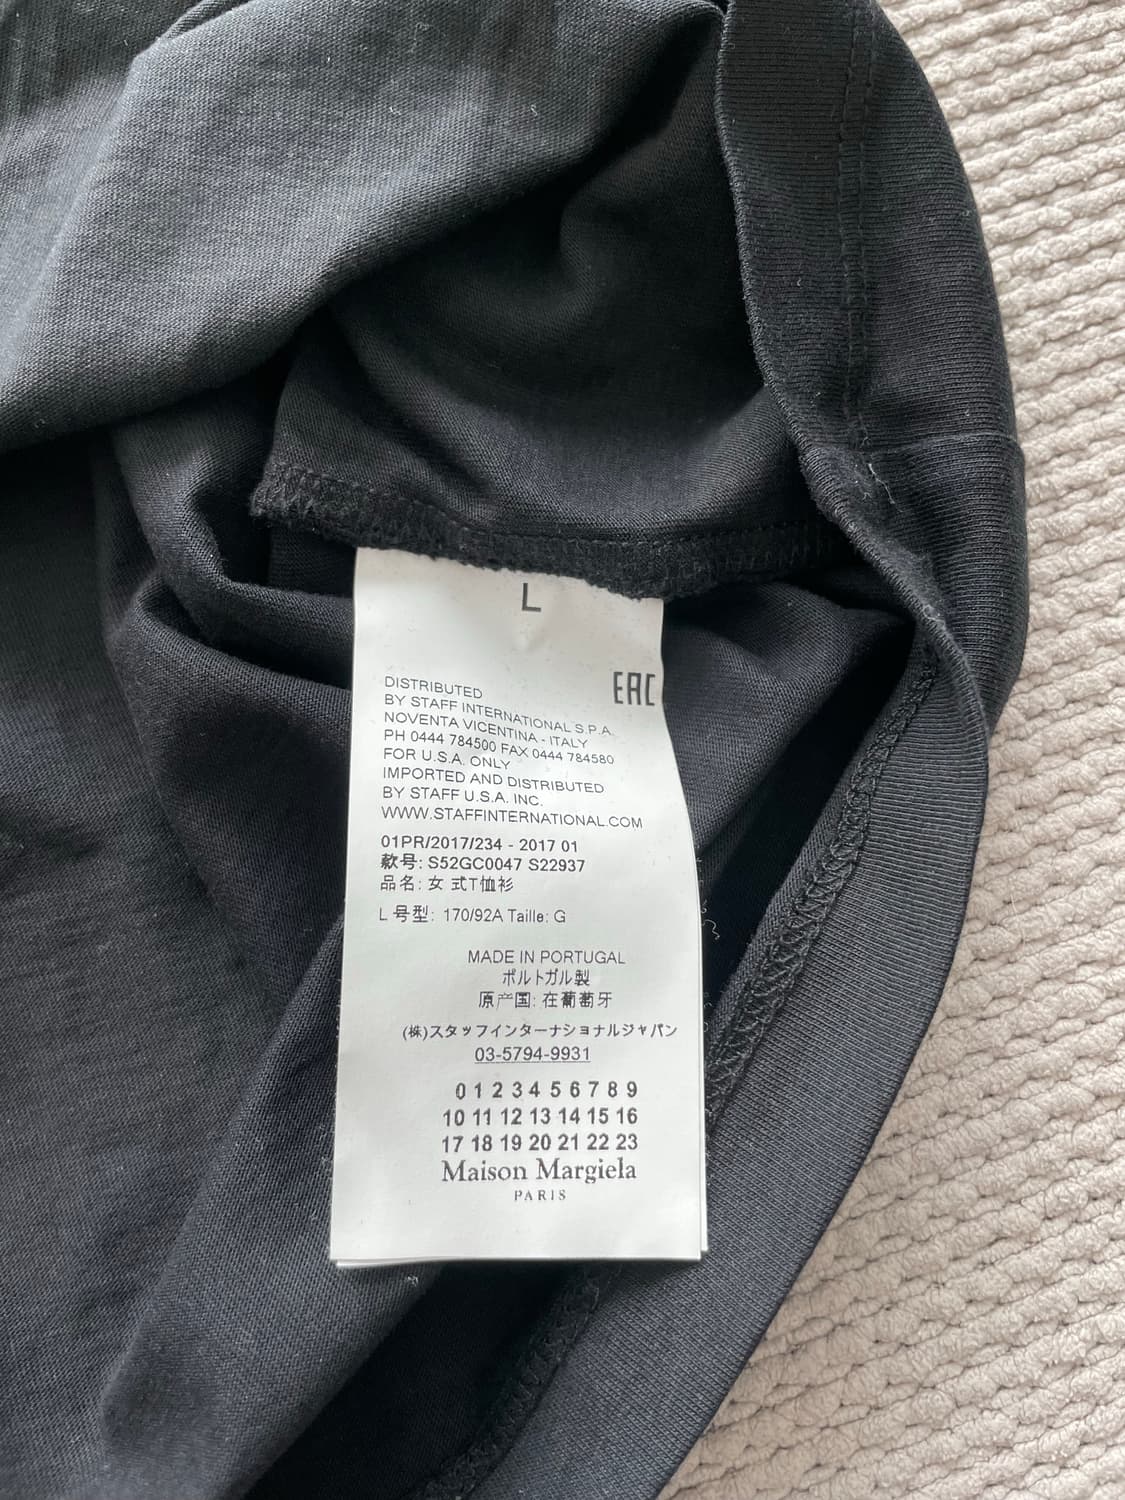 L
EAC
DISTRIBUTED
BY STAFF INTERNATIONAL S.P.A.
NOVENTA VICENTINA - ITALY
PH 0444 784500 FAX 0444 784580
FOR U.S.A. ONLY
IMPORTED AND DISTRIBUTED
BY STAFF U.S.A. INC.
WWW.STAFFINTERNATIONAL.COM
01PR/2017/234 - 2017 01
款号: S52GC0047 S22937
品名: 女 式T恤衫
L 号型: 170/92A Taille: G
MADE IN PORTUGAL
ポルトガル製
原产国: 在葡萄牙
(株)スタッフインターナショナルジャパン
03-5794-9931
0 1 2 3 4 5 6 7 8 9
10 11 12 13 14 15 16
17 18 19 20 21 22 23
Maison Margiela
PARIS